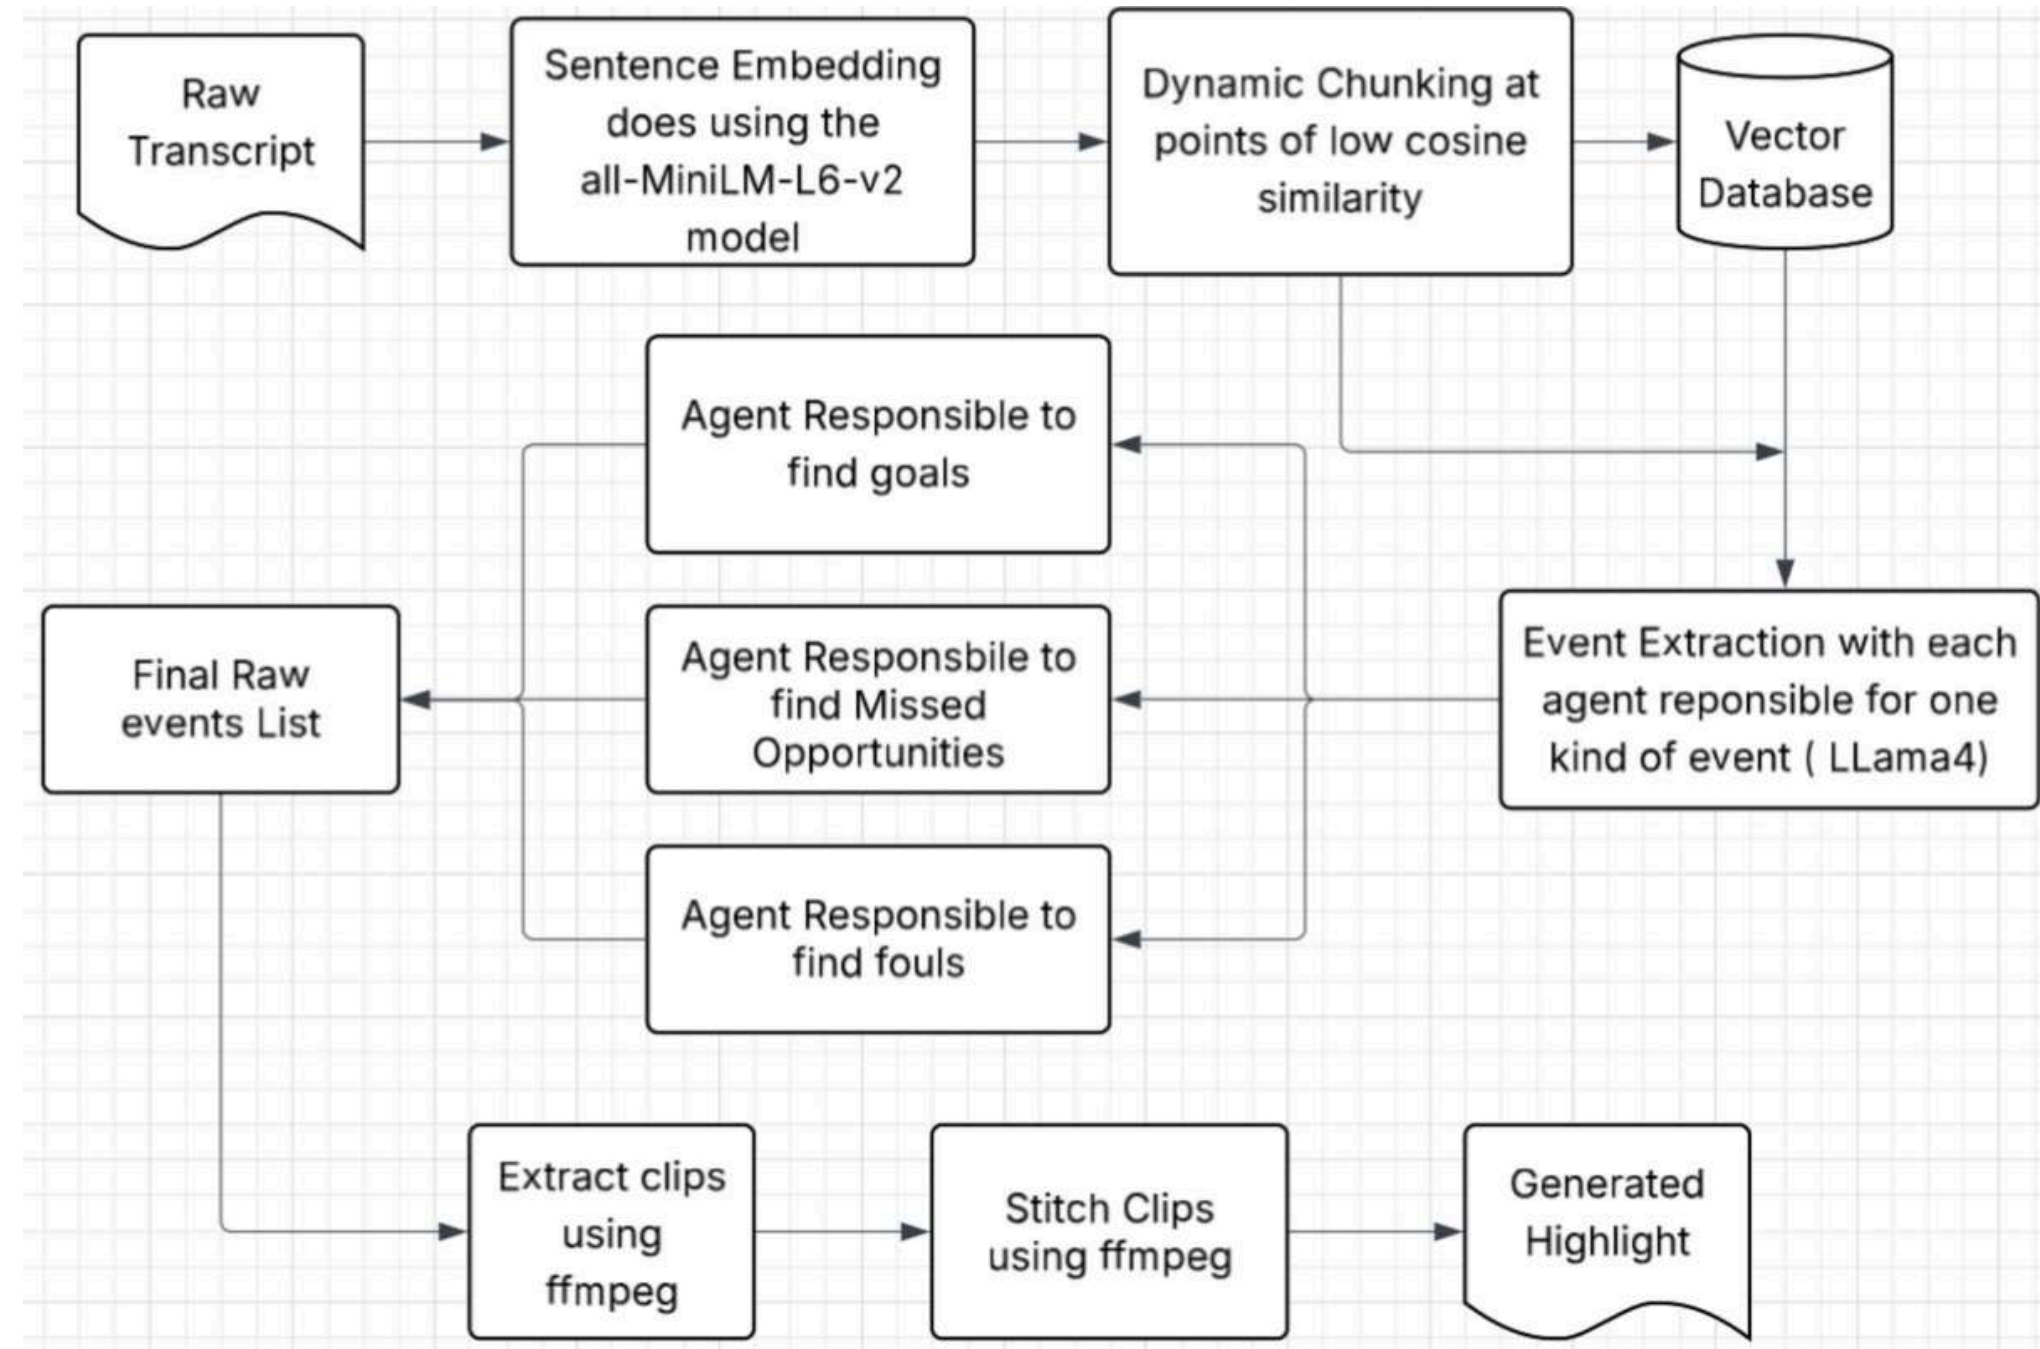 Raw
Transcript
Sentence Embedding
does using the
all-MiniLM-L6-v2
model
Dynamic Chunking at
points of low cosine
similarity
Vector
Database
Agent Responsible to
find goals
Final Raw
events List
Agent Responsbile to
find Missed
Opportunities
Event Extraction with each
agent reponsible for one
kind of event ( LLama4)
Agent Responsible to
find fouls
Extract clips
using
ffmpeg
Stitch Clips
using ffmpeg
Generated
Highlight